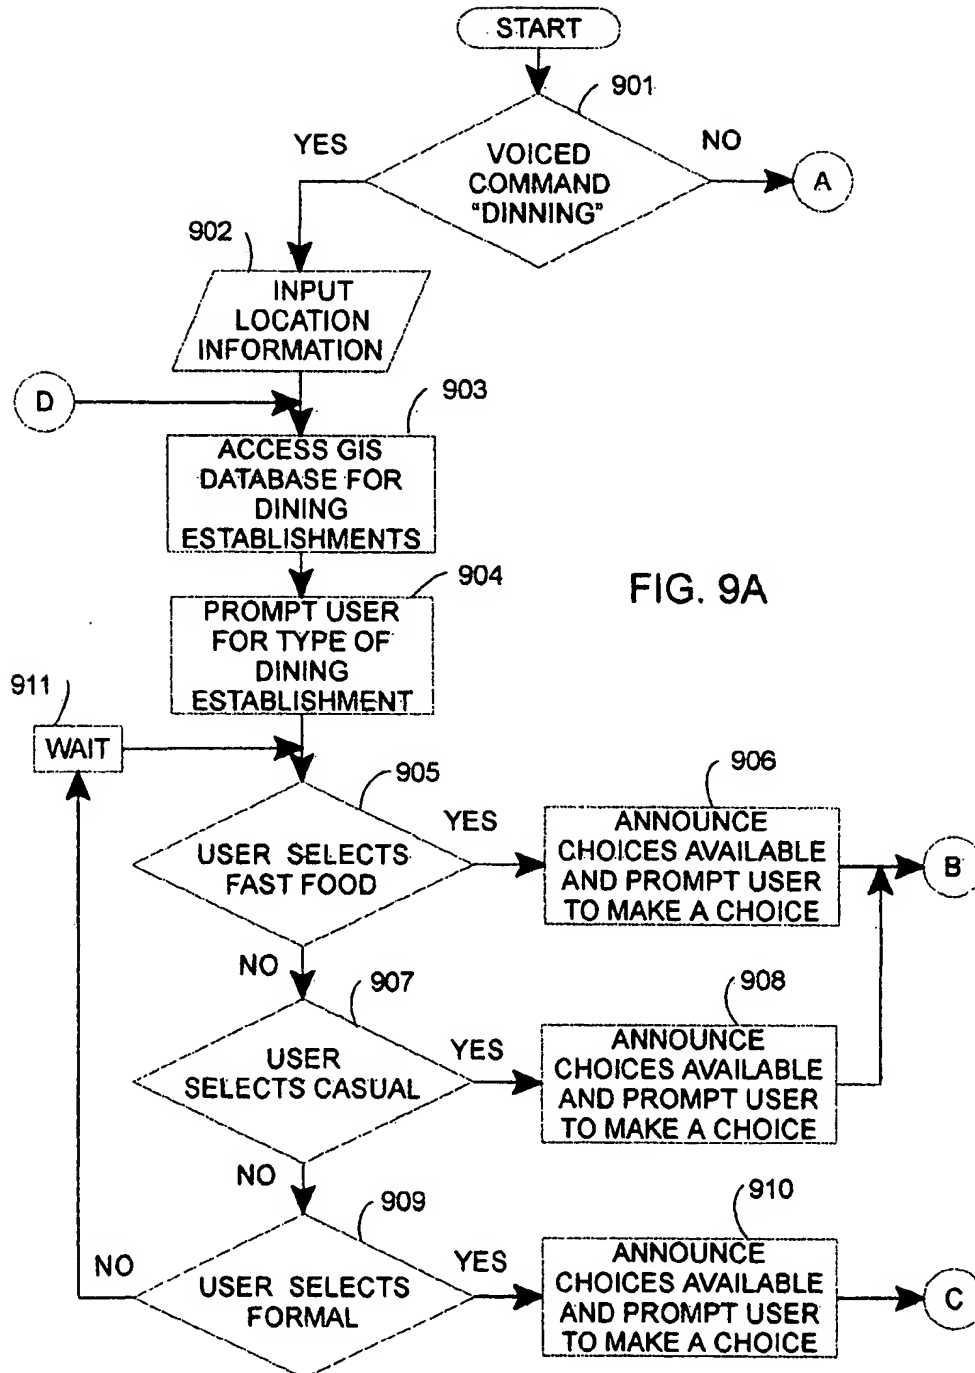 START
901
YES
NO
VOICED
COMMAND
"DINNING"
A
902
INPUT
LOCATION
INFORMATION
D
903
ACCESS GIS
DATABASE FOR
DINING
ESTABLISHMENTS
904
FIG. 9A
PROMPT USER
FOR TYPE OF
DINING
ESTABLISHMENT
911
WAIT
905
YES
906
USER SELECTS
FAST FOOD
ANNOUNCE
CHOICES AVAILABLE
AND PROMPT USER
TO MAKE A CHOICE
B
NO
907
YES
908
USER
SELECTS CASUAL
ANNOUNCE
CHOICES AVAILABLE
AND PROMPT USER
TO MAKE A CHOICE
NO
909
NO
YES
910
USER SELECTS
FORMAL
ANNOUNCE
CHOICES AVAILABLE
AND PROMPT USER
TO MAKE A CHOICE
C